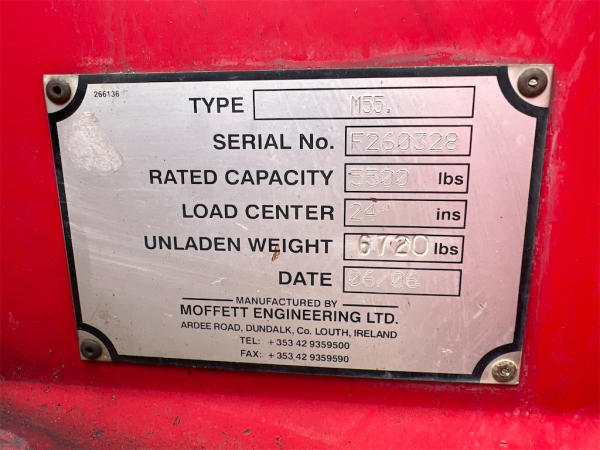 266136
TYPE M55.
SERIAL No. F260328
RATED CAPACITY 5500 lbs
LOAD CENTER 24 ins
UNLADEN WEIGHT 6720 lbs
DATE 06/06
MANUFACTURED BY
MOFFETT ENGINEERING LTD.
ARDEE ROAD, DUNDALK, Co. LOUTH, IRELAND
TEL: +353 42 9359500
FAX: +353 42 9359590